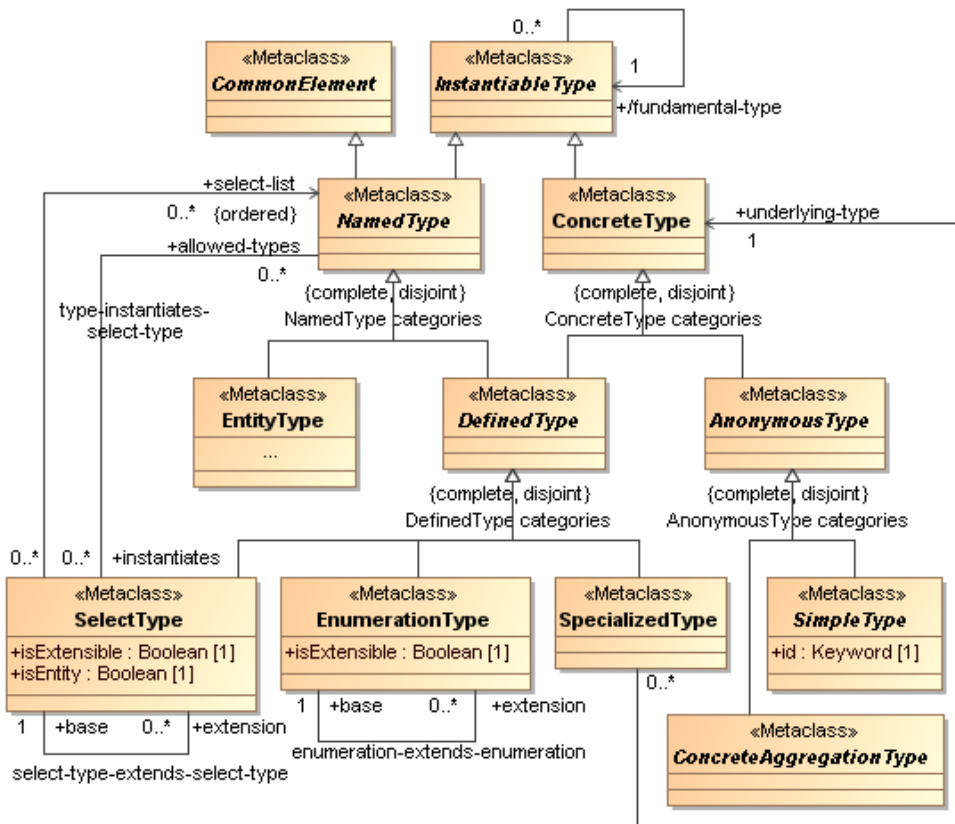 0..*
«Metaclass»
CommonElement
«Metaclass»
InstantiableType
1
+/fundamental-type
+select-list
0..* {ordered}
«Metaclass»
NamedType
«Metaclass»
ConcreteType
+underlying-type
1
+allowed-types
0..*
type-instantiates-
select-type
{complete, disjoint}
NamedType categories
{complete, disjoint}
ConcreteType categories
«Metaclass»
EntityType
...
«Metaclass»
DefinedType
«Metaclass»
AnonymousType
{complete, disjoint}
DefinedType categories
{complete, disjoint}
AnonymousType categories
0..* 0..* +instantiates
«Metaclass»
SelectType
+isExtensible : Boolean [1]
+isEntity : Boolean [1]
«Metaclass»
EnumerationType
+isExtensible : Boolean [1]
«Metaclass»
SpecializedType
«Metaclass»
SimpleType
+id : Keyword [1]
0..*
1 +base 0..* +extension
select-type-extends-select-type
1 +base 0..* +extension
enumeration-extends-enumeration
«Metaclass»
ConcreteAggregationType